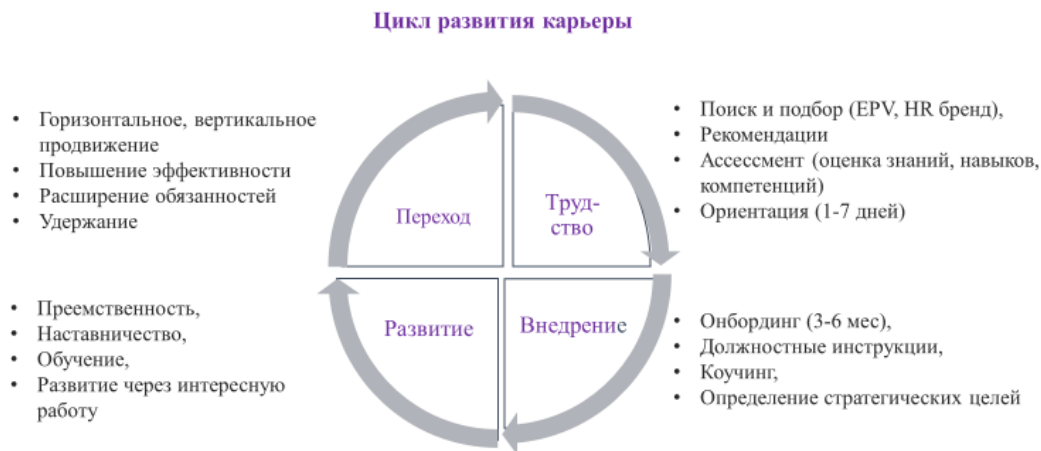 Цикл развития карьеры
• Горизонтальное, вертикальное
продвижение
• Повышение эффективности
• Расширение обязанностей
• Удержание
• Поиск и подбор (EPV, HR бренд),
• Рекомендации
• Ассессмент (оценка знаний, навыков,
компетенций)
• Ориентация (1-7 дней)
Переход
Труд-
ство
Развитие
Внедрение
• Преемственность,
• Наставничество,
• Обучение,
• Развитие через интересную
работу
• Онбординг (3-6 мес),
• Должностные инструкции,
• Коучинг,
• Определение стратегических целей